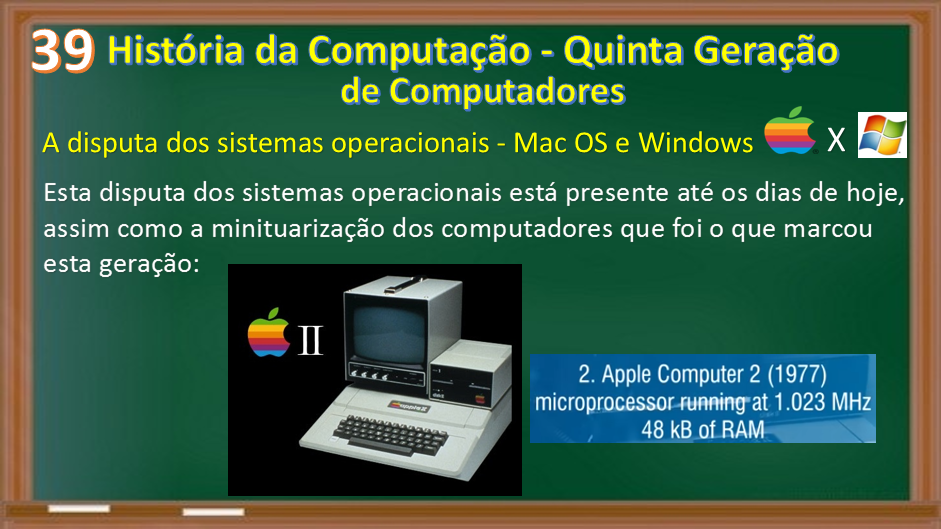 39 História da Computação - Quinta Geração
de Computadores
A disputa dos sistemas operacionais - Mac OS e Windows X
Esta disputa dos sistemas operacionais está presente até os dias de hoje,
assim como a minituarização dos computadores que foi o que marcou
esta geração:
II
apple II
2. Apple Computer 2 (1977)
microprocessor running at 1.023 MHz
48 kB of RAM